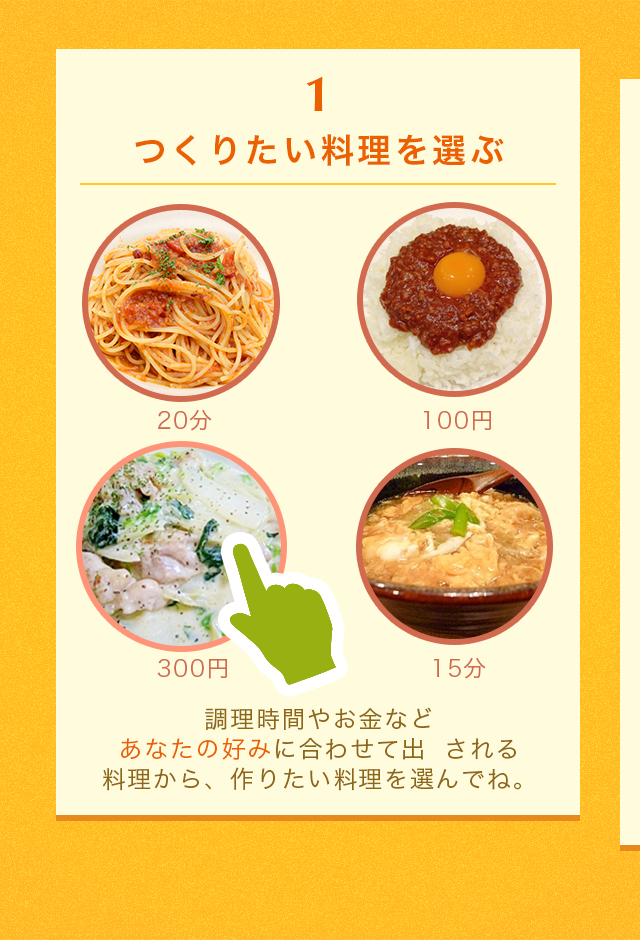 1
つくりたい料理を選ぶ
20分
100円
300円
15分
調理時間やお金など
あなたの好みに合わせて出 される
料理から、作りたい料理を選んでね。